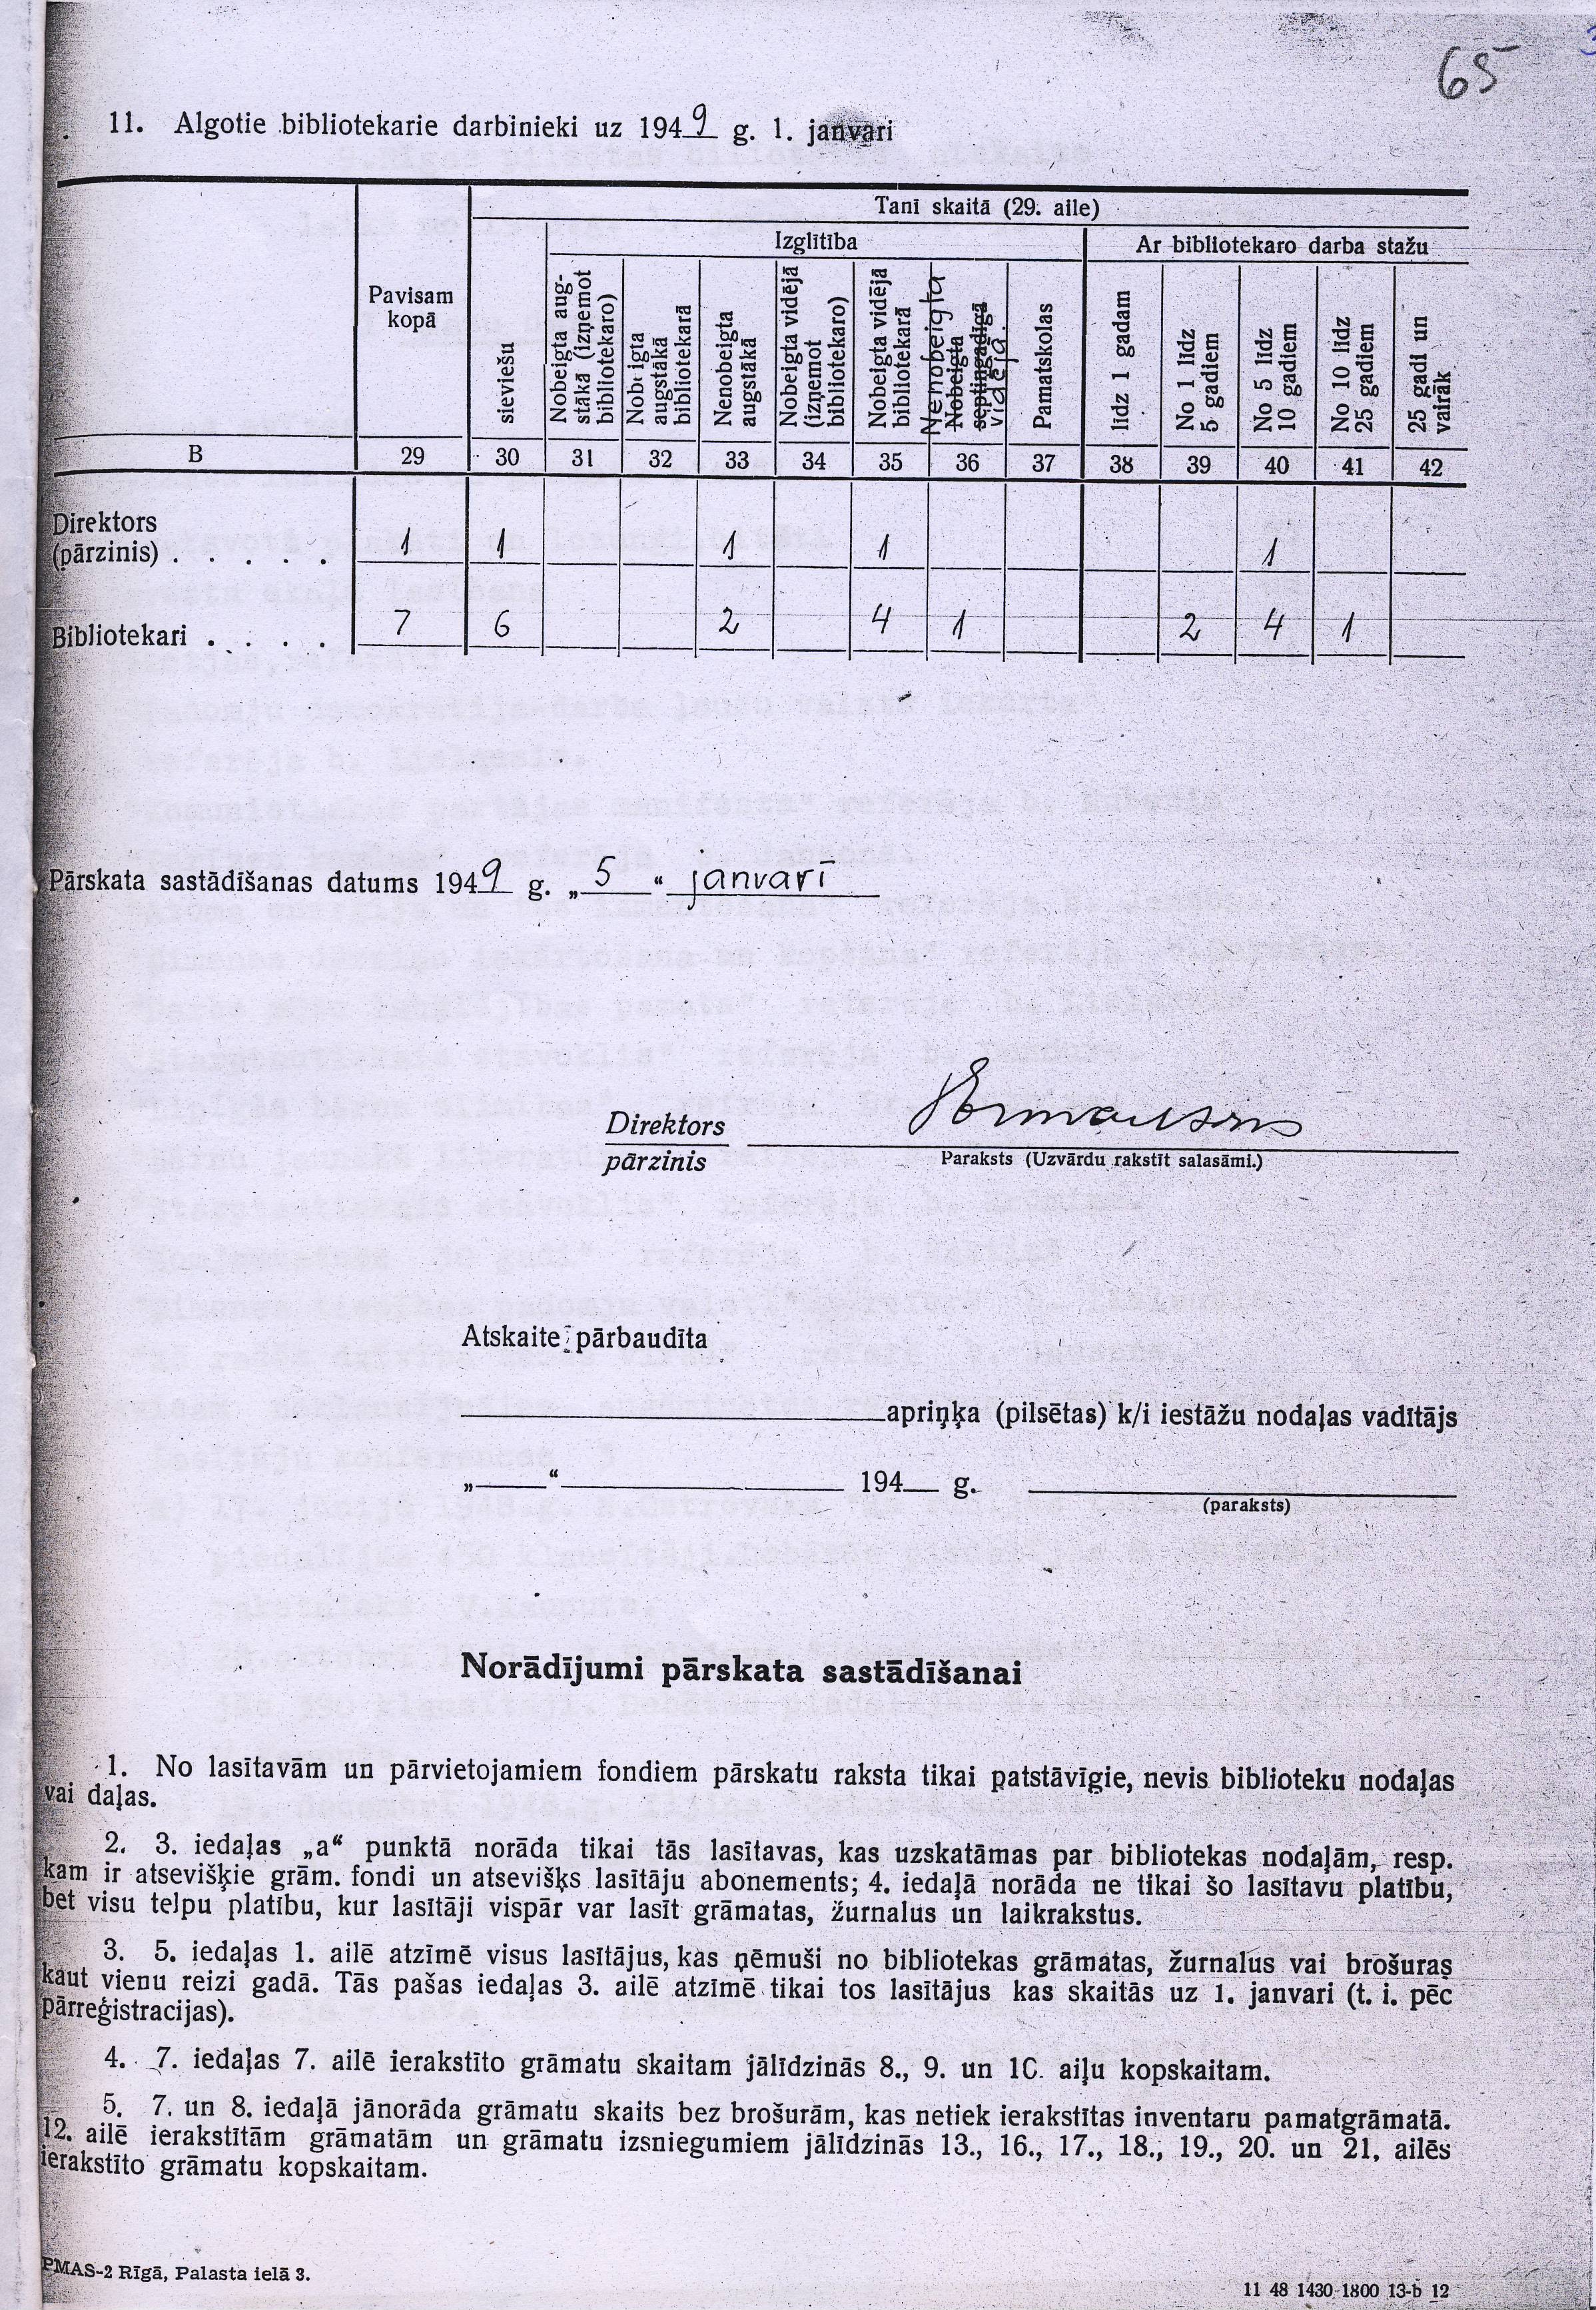 65
11. Algotie bibliotekarie darbinieki uz 1949 g. 1. janvari
Tanī skaitā (29. aile)
Izglītība
Ar bibliotekaro darba stažu
Pavisam
kopā
sieviešu
Nobeigta aug-
stākā (izņemot
bibliotekaro)
Nobeigta
augstākā
bibliotekarā
Nenobeigta
augstākā
Nobeigta vidējā
(izņemot
bibliotekaro)
Nobeigta vidējā
bibliotekarā
Nenobeigta
Nobeigta
septiņgadīgā
vidējā.
Pamatskolas
līdz 1 gadam
No 1 līdz
5 gadiem
No 5 līdz
10 gadiem
No 10 līdz
25 gadiem
25 gadi un
vairāk
B 29 30 31 32 33 34 35 36 37 38 39 40 41 42
Direktors
(pārzinis) . . . . . 1 1 1 1 1
Bibliotekari . . . . 7 6 2 4 1 2 4 1
Pārskata sastādīšanas datums 1949 g. „5“ janvarī
Direktors
pārzinis
Paraksts (Uzvārdu rakstīt salasāmi.)
Atskaite pārbaudīta
apriņķa (pilsētas) k/i iestāžu nodaļas vadītājs
„ “ 194 g.
(paraksts)
Norādījumi pārskata sastādīšanai
1. No lasītavām un pārvietojamiem fondiem pārskatu raksta tikai patstāvīgie, nevis biblioteku nodaļas
vai daļas.
2. 3. iedaļas „a“ punktā norāda tikai tās lasītavas, kas uzskatāmas par bibliotekas nodaļām, resp.
kam ir atsevišķie grām. fondi un atsevišķs lasītāju abonements; 4. iedaļā norāda ne tikai šo lasītavu platību,
bet visu telpu platību, kur lasītāji vispār var lasīt grāmatas, žurnalus un laikrakstus.
3. 5. iedaļas 1. ailē atzīmē visus lasītājus, kas ņēmuši no bibliotekas grāmatas, žurnalus vai brošuras
kaut vienu reizi gadā. Tās pašas iedaļas 3. ailē atzīmē tikai tos lasītājus kas skaitās uz 1. janvari (t. i. pēc
pārreģistracijas).
4. 7. iedaļas 7. ailē ierakstīto grāmatu skaitam jālīdzinās 8., 9. un 10. aiļu kopskaitam.
5. 7. un 8. iedaļā jānorāda grāmatu skaits bez brošurām, kas netiek ierakstītas inventaru pamatgrāmatā.
12. ailē ierakstītām grāmatām un grāmatu izsniegumiem jālīdzinās 13., 16., 17., 18., 19., 20. un 21. ailēs
ierakstīto grāmatu kopskaitam.
PMAS-2 Rīgā, Palasta ielā 3.
11 48 1430 1800 13-b 12